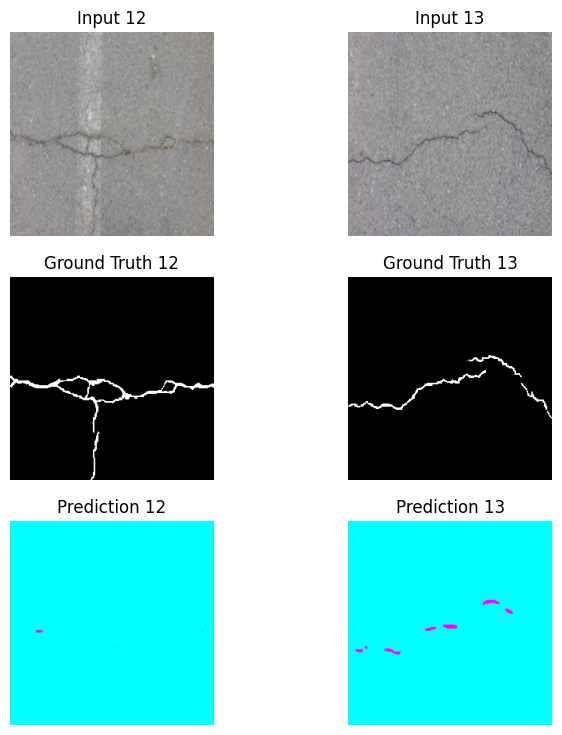 Input 12
Input 13
Ground Truth 12
Ground Truth 13
Prediction 12
Prediction 13